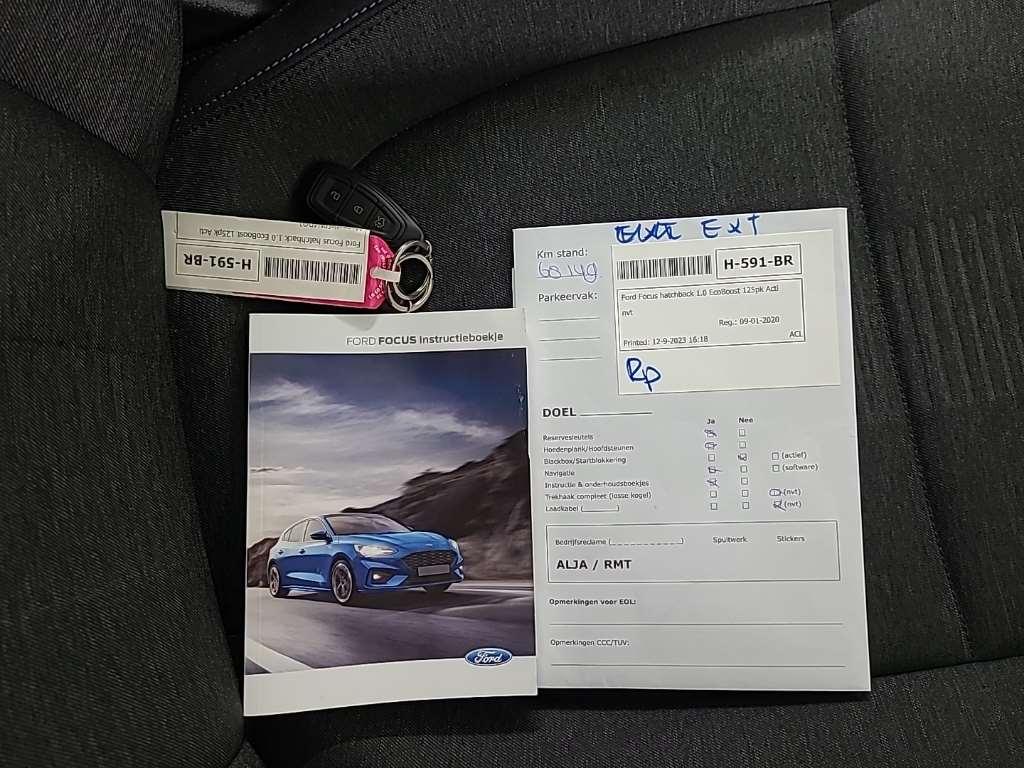 Ford Focus hatchback 1.0 EcoBoost 125pk Acti
H-591-BR
FORD FOCUS Instructieboekje
Ford
EXT
Km stand:
Parkeervak:
H-591-BR
Ford Focus hatchback 1.0 EcoBoost 125pk Acti
nvt
Reg.: 09-01-2020
ACL
Printed: 12-9-2023 16:18
Rp
DOEL
Ja Nee
Reservesleutels
Hoedenplank/Hoofdsteunen
Blackbox/Startblokkering (actief)
Navigatie (software)
Instructie & onderhoudsboekjes
Trekhaak compleet (losse kogel) (nvt)
Laadkabel (______) (nvt)
Bedrijfsreclame (____________) Spuitwerk Stickers
ALJA / RMT
Opmerkingen voor EOL:
Opmerkingen CCC/TUV: